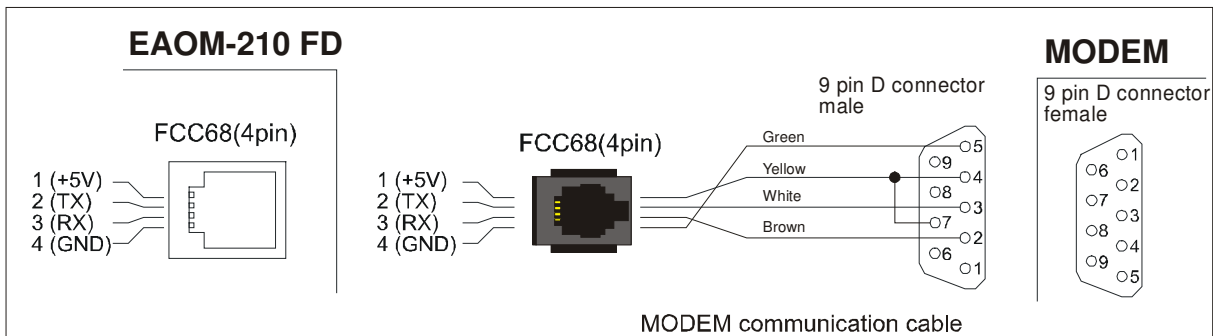 EAOM-210 FD
FCC68(4pin)
1 (+5V)
2 (TX)
3 (RX)
4 (GND)
FCC68(4pin)
1 (+5V)
2 (TX)
3 (RX)
4 (GND)
Green
Yellow
White
Brown
9 pin D connector
male
5
9
4
8
3
7
2
6
1
MODEM
9 pin D connector
female
1
6
2
7
3
8
4
9
5
MODEM communication cable